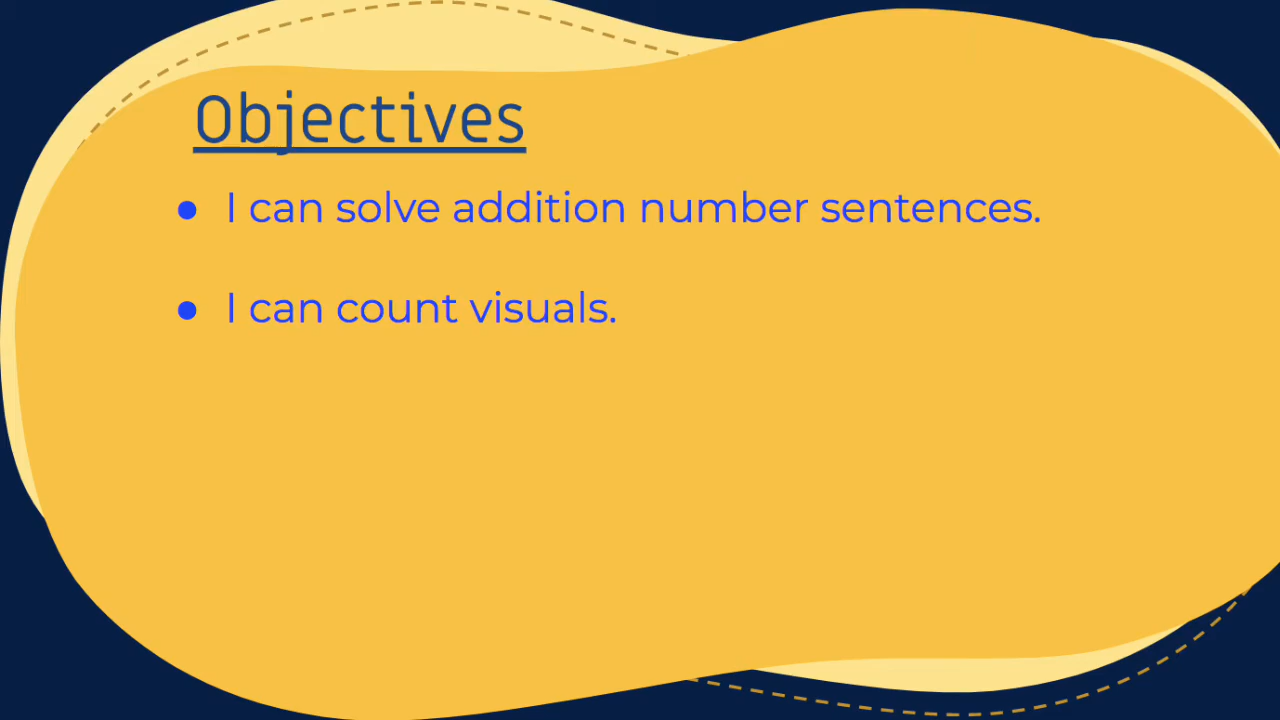 Objectives
● I can solve addition number sentences.
● I can count visuals.